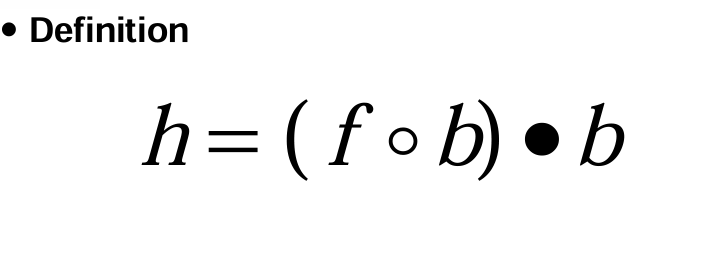 • Definition
h = ( f ∘ b) • b